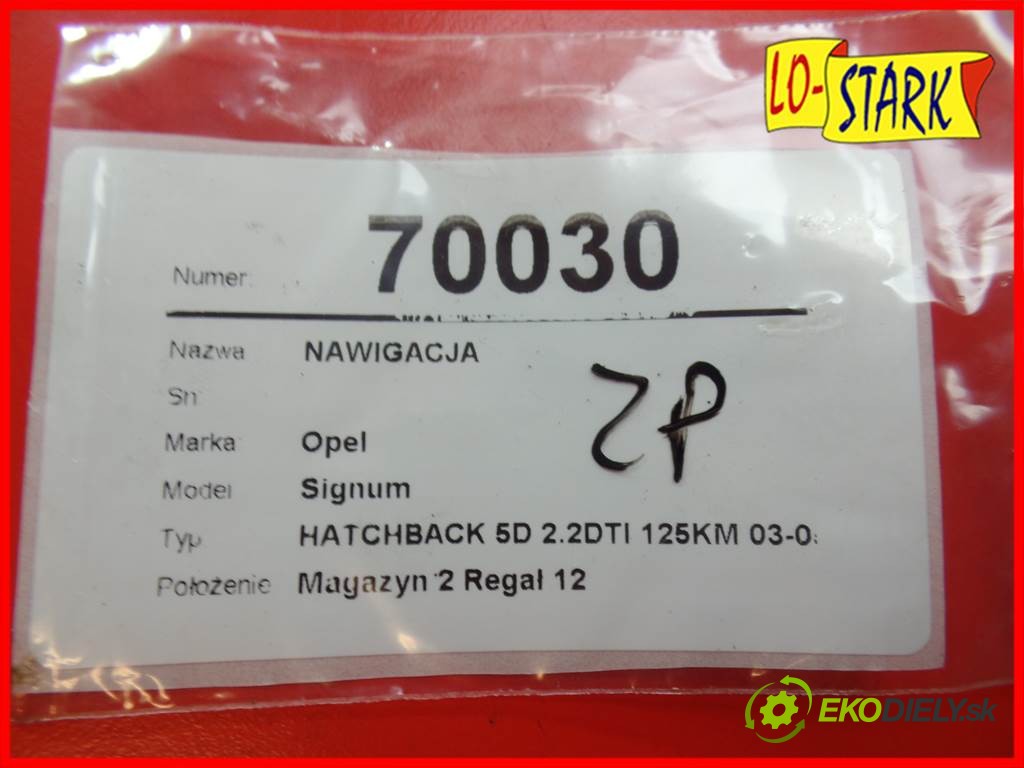 LO-STARK
Numer: 70030
Nazwa NAWIGACJA
Sn
Marka Opel
Model Signum
Typ HATCHBACK 5D 2.2DTI 125KM 03-0
Położenie Magazyn 2 Regał 12
ZP
EKODIELY.sk